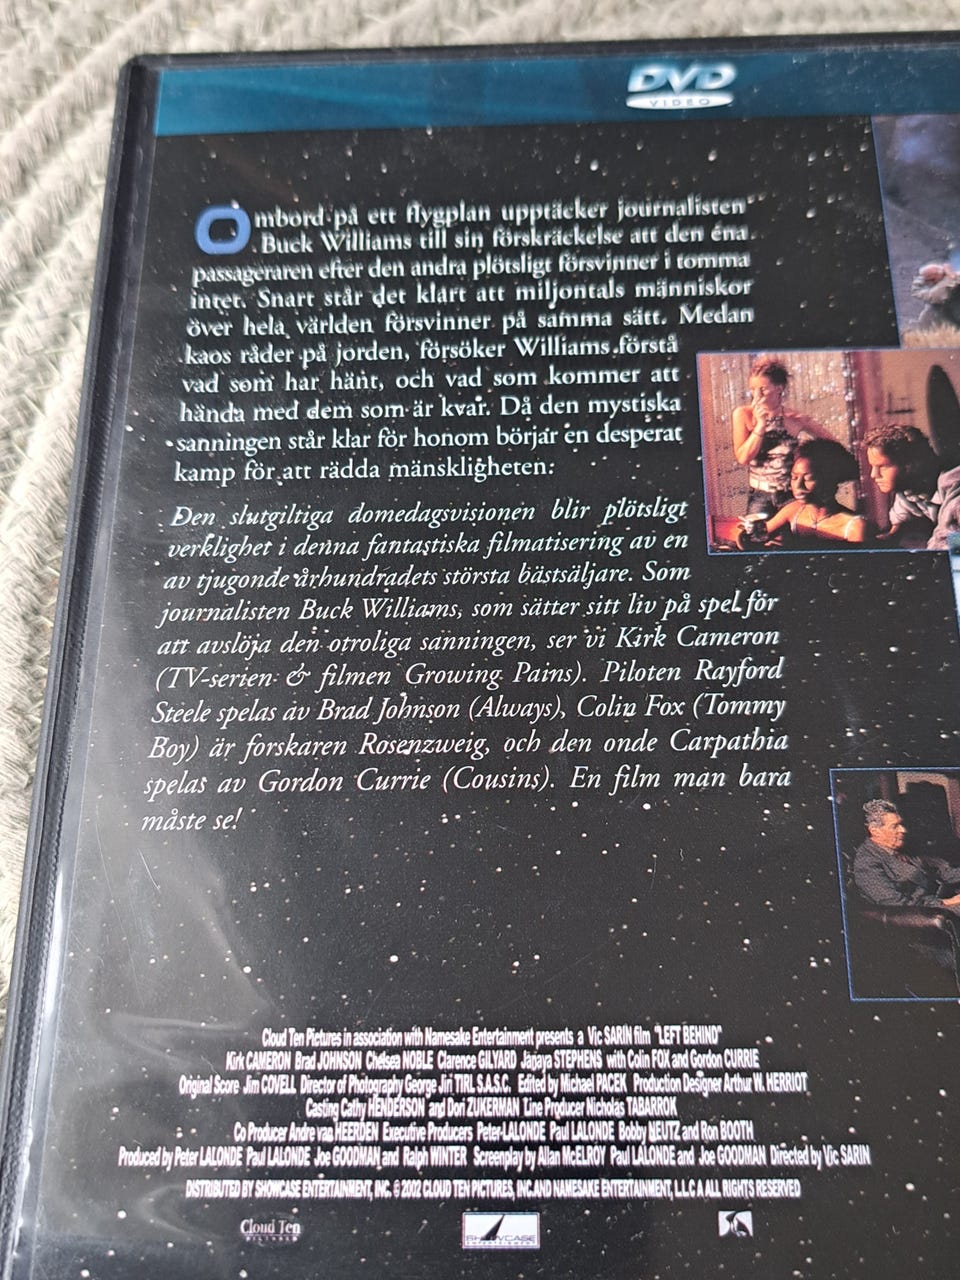 DVD
VIDEO
Ombord på ett flygplan upptäcker journalisten
Buck Williams till sin förskräckelse att den ena
passageraren efter den andra plötsligt försvinner i tomma
intet. Snart står det klart att miljontals människor
över hela världen försvinner på samma sätt. Medan
kaos råder på jorden, försöker Williams förstå
vad som har hänt, och vad som kommer att
hända med dem som är kvar. Då den mystiska
sanningen står klar för honom börjar en desperat
kamp för att rädda mänskligheten:
Den slutgiltiga domedagsvisionen blir plötsligt
verklighet i denna fantastiska filmatisering av en
av tjugonde århundradets största bästsäljare. Som
journalisten Buck Williams, som sätter sitt liv på spel för
att avslöja den otroliga sanningen, ser vi Kirk Cameron
(TV-serien & filmen Growing Pains). Piloten Rayford
Steele spelas av Brad Johnson (Always), Colin Fox (Tommy
Boy) är forskaren Rosenzweig, och den onde Carpathia
spelas av Gordon Currie (Cousins). En film man bara
måste se!
Cloud Ten Pictures in association with Namesake Entertainment presents a Vic SARIN film "LEFT BEHIND"
Kirk CAMERON Brad JOHNSON Chelsea NOBLE Clarence GILYARD Janaya STEPHENS with Colin FOX and Gordon CURRIE
Original Score Jim COVELL Director of Photography George Jiri TIRL S.A.S.C. Edited by Michael PACEK Production Designer Arthur W. HERRIOT
Casting Cathy HENDERSON and Dori ZUKERMAN Line Producer Nicholas TABARROK
Co Producer Andre van HEERDEN Executive Producers Peter LALONDE Paul LALONDE Bobby NEUTZ and Ron BOOTH
Produced by Peter LALONDE Paul LALONDE Joe GOODMAN and Ralph WINTER Screenplay by Allan McELROY Paul LALONDE and Joe GOODMAN Directed by Vic SARIN
DISTRIBUTED BY SHOWCASE ENTERTAINMENT, INC. © 2002 CLOUD TEN PICTURES, INC.AND NAMESAKE ENTERTAINMENT, L.L.C A ALL RIGHTS RESERVED
Cloud Ten
PICTURES
SHOWCASE
ENTERTAINMENT